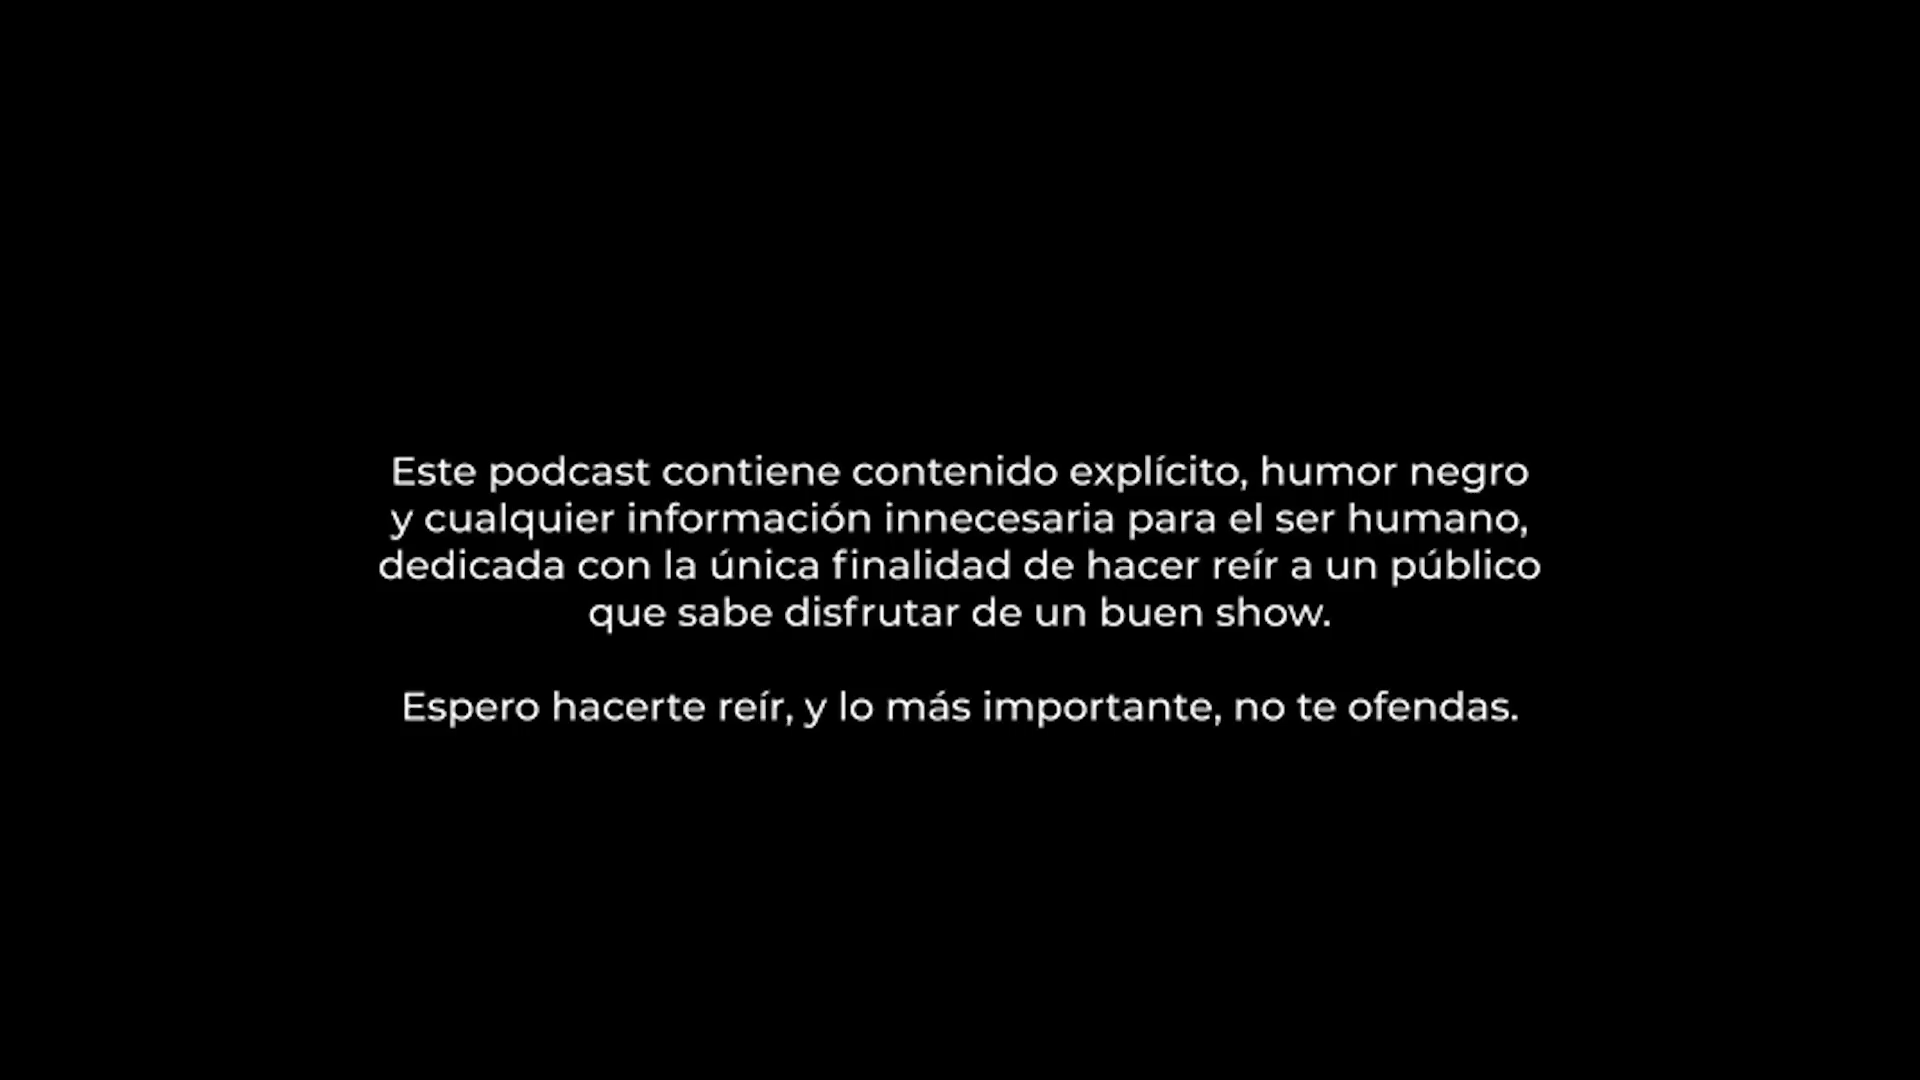 Este podcast contiene contenido explícito, humor negro
y cualquier información innecesaria para el ser humano,
dedicada con la única finalidad de hacer reír a un público
que sabe disfrutar de un buen show.
Espero hacerte reír, y lo más importante, no te ofendas.